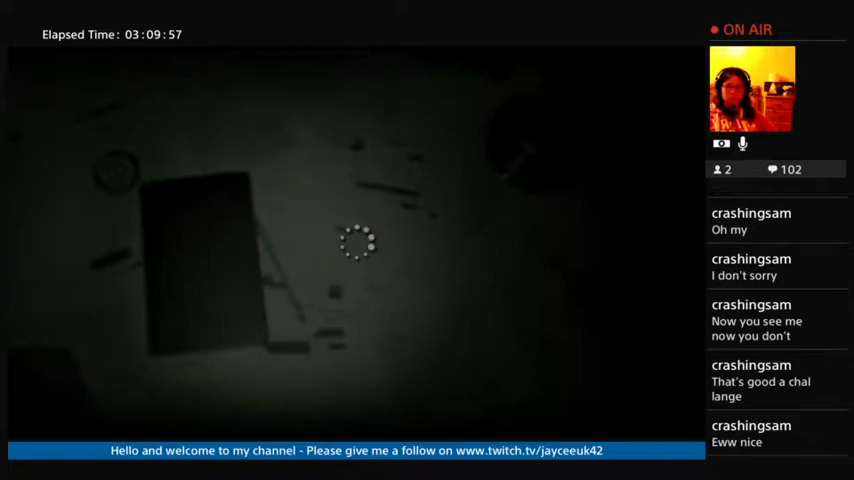 Elapsed Time: 03:09:57
ON AIR
2
102
crashingsam
Oh my
crashingsam
I don't sorry
crashingsam
Now you see me
now you don't
crashingsam
That's good a chal
lange
crashingsam
Eww nice
Hello and welcome to my channel - Please give me a follow on www.twitch.tv/jayceeuk42